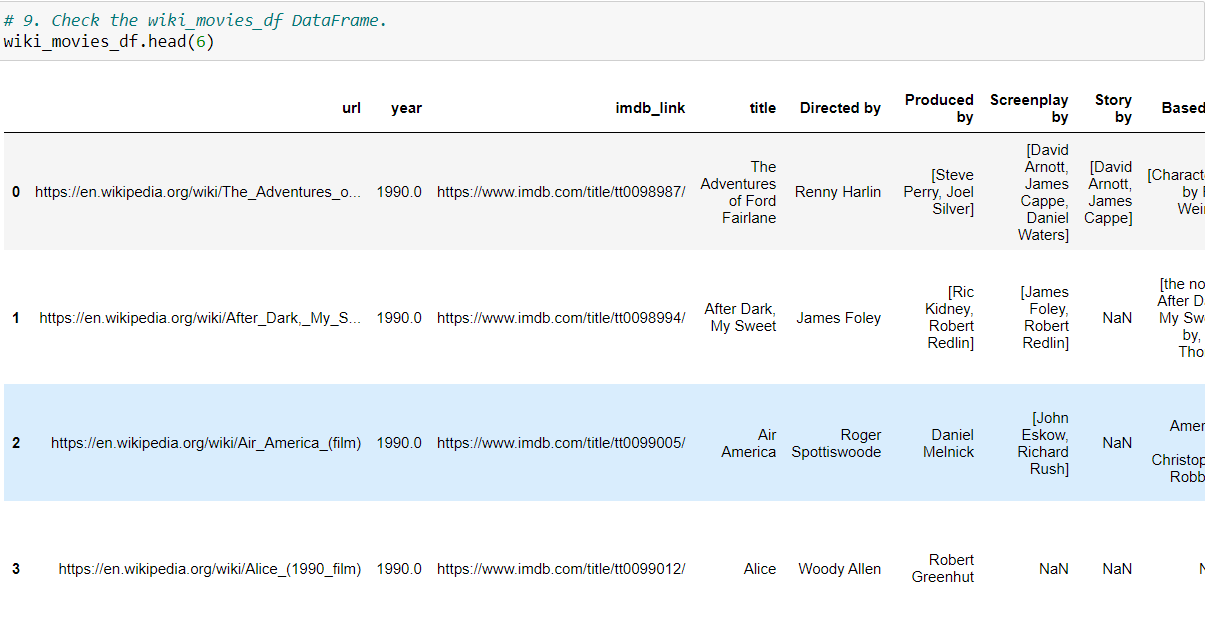 # 9. Check the wiki_movies_df DataFrame.
wiki_movies_df.head(6)
url year imdb_link title Directed by Produced by Screenplay by Story by Based
0 https://en.wikipedia.org/wiki/The_Adventures_o... 1990.0 https://www.imdb.com/title/tt0098987/ The Adventures of Ford Fairlane Renny Harlin [Steve Perry, Joel Silver] [David Arnott, James Cappe, Daniel Waters] [David Arnott, James Cappe] [Characte by Wei
1 https://en.wikipedia.org/wiki/After_Dark,_My_S... 1990.0 https://www.imdb.com/title/tt0098994/ After Dark, My Sweet James Foley [Ric Kidney, Robert Redlin] [James Foley, Robert Redlin] NaN [the no After D My Sw by, Tho
2 https://en.wikipedia.org/wiki/Air_America_(film) 1990.0 https://www.imdb.com/title/tt0099005/ Air America Roger Spottiswoode Daniel Melnick [John Eskow, Richard Rush] NaN Amer Christop Robb
3 https://en.wikipedia.org/wiki/Alice_(1990_film) 1990.0 https://www.imdb.com/title/tt0099012/ Alice Woody Allen Robert Greenhut NaN NaN